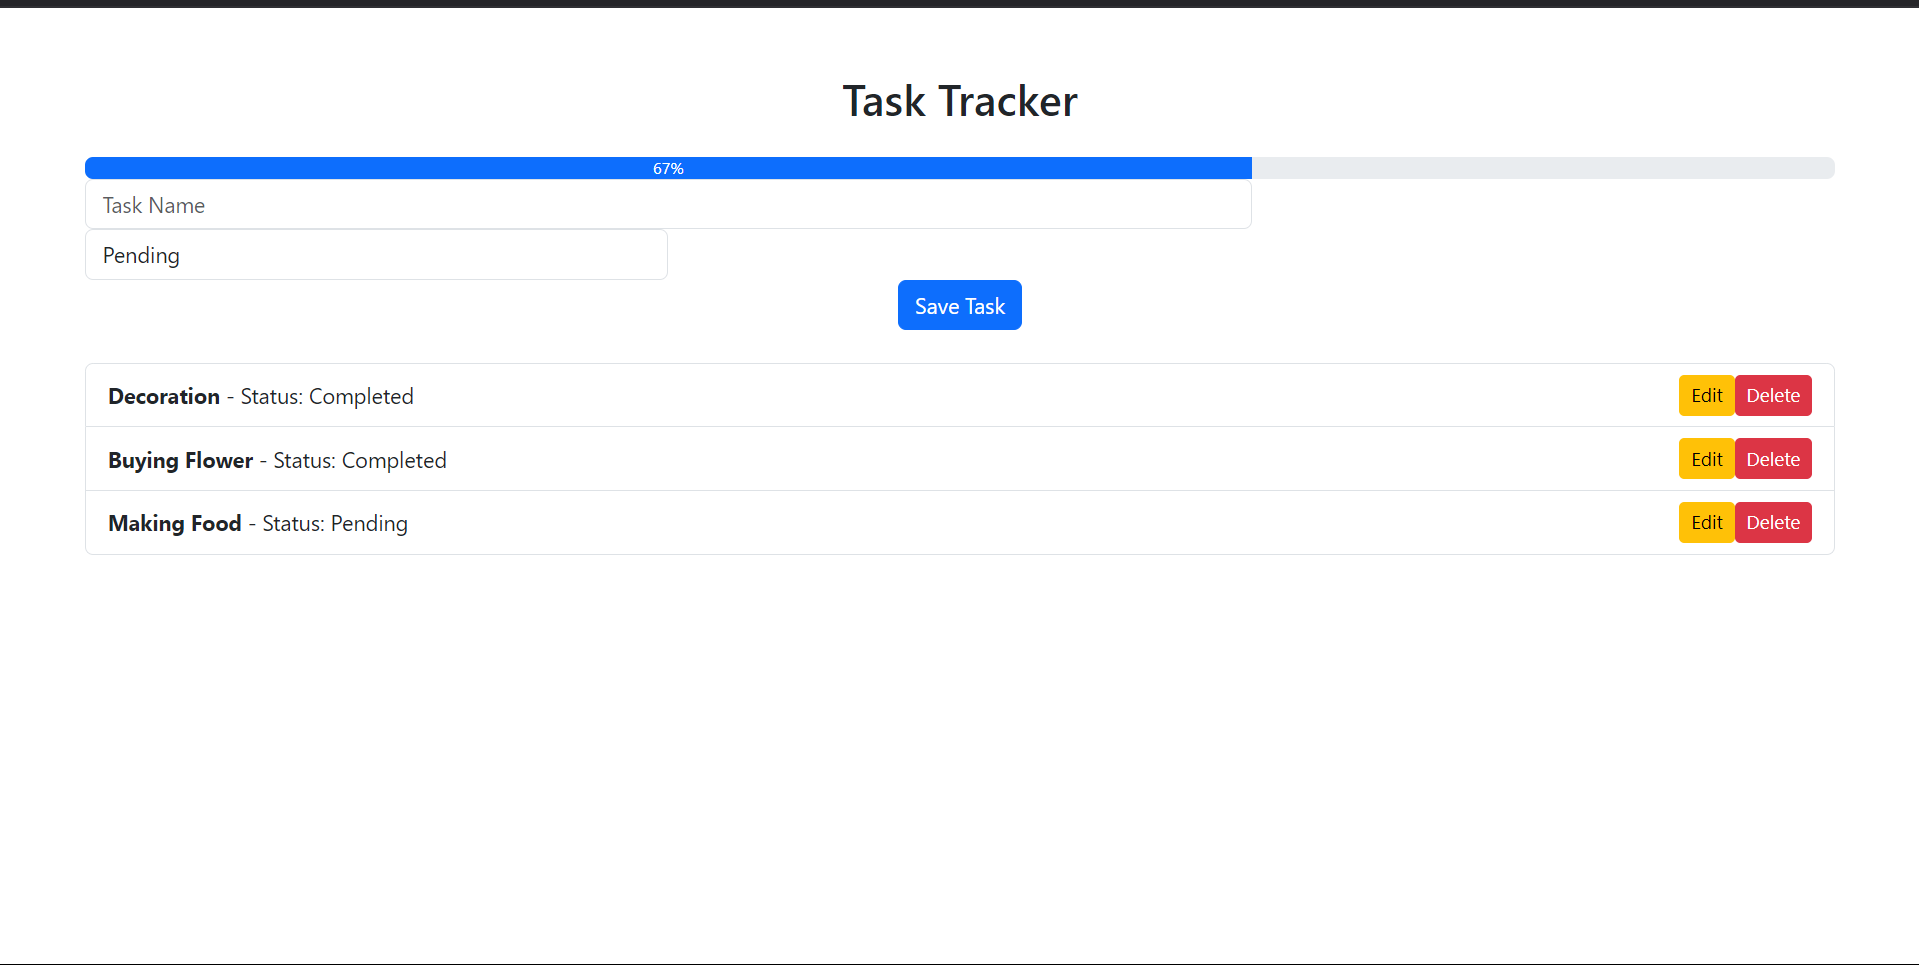 Task Tracker
67%
Task Name
Pending
Save Task
Decoration - Status: Completed Edit Delete
Buying Flower - Status: Completed Edit Delete
Making Food - Status: Pending Edit Delete